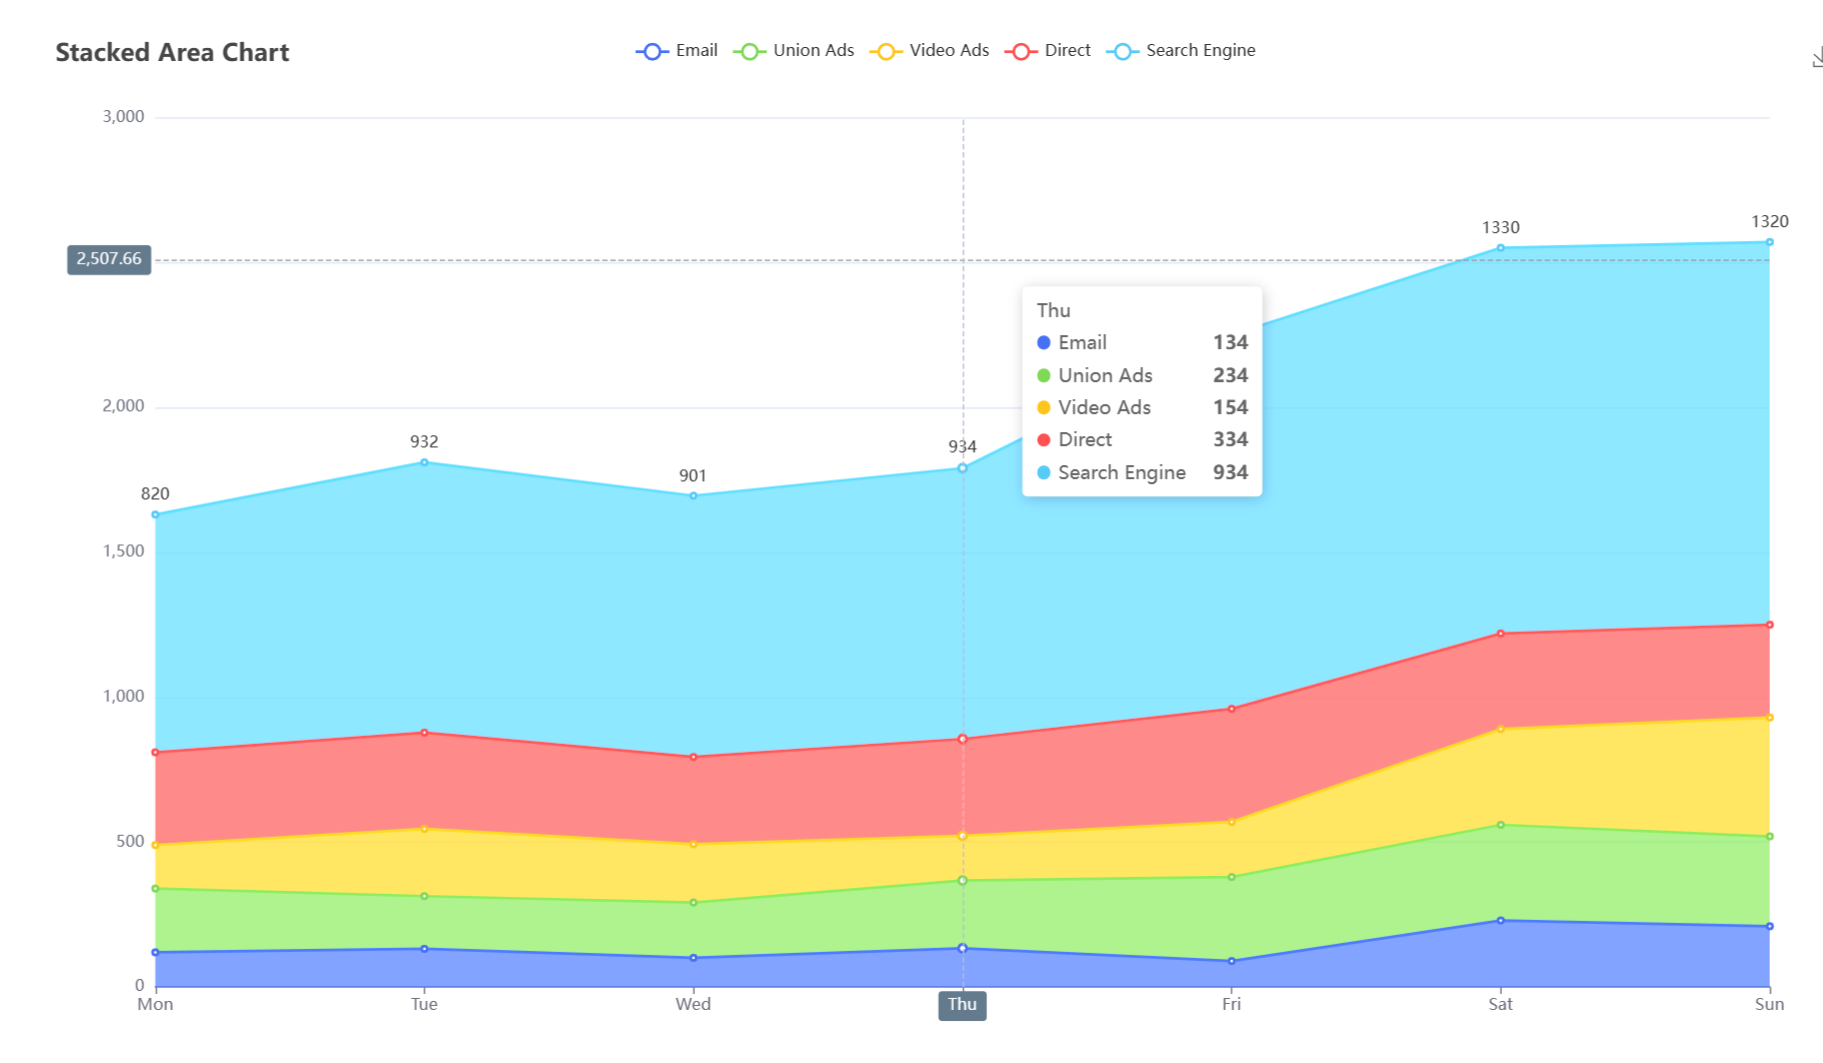 Stacked Area Chart
Email Union Ads Video Ads Direct Search Engine
3,000
1320
1330
2,507.66
Thu
Email 134
Union Ads 234
Video Ads 154
Direct 334
Search Engine 934
2,000
932
934
901
820
1,500
1,000
500
0
Mon Tue Wed Thu Fri Sat Sun